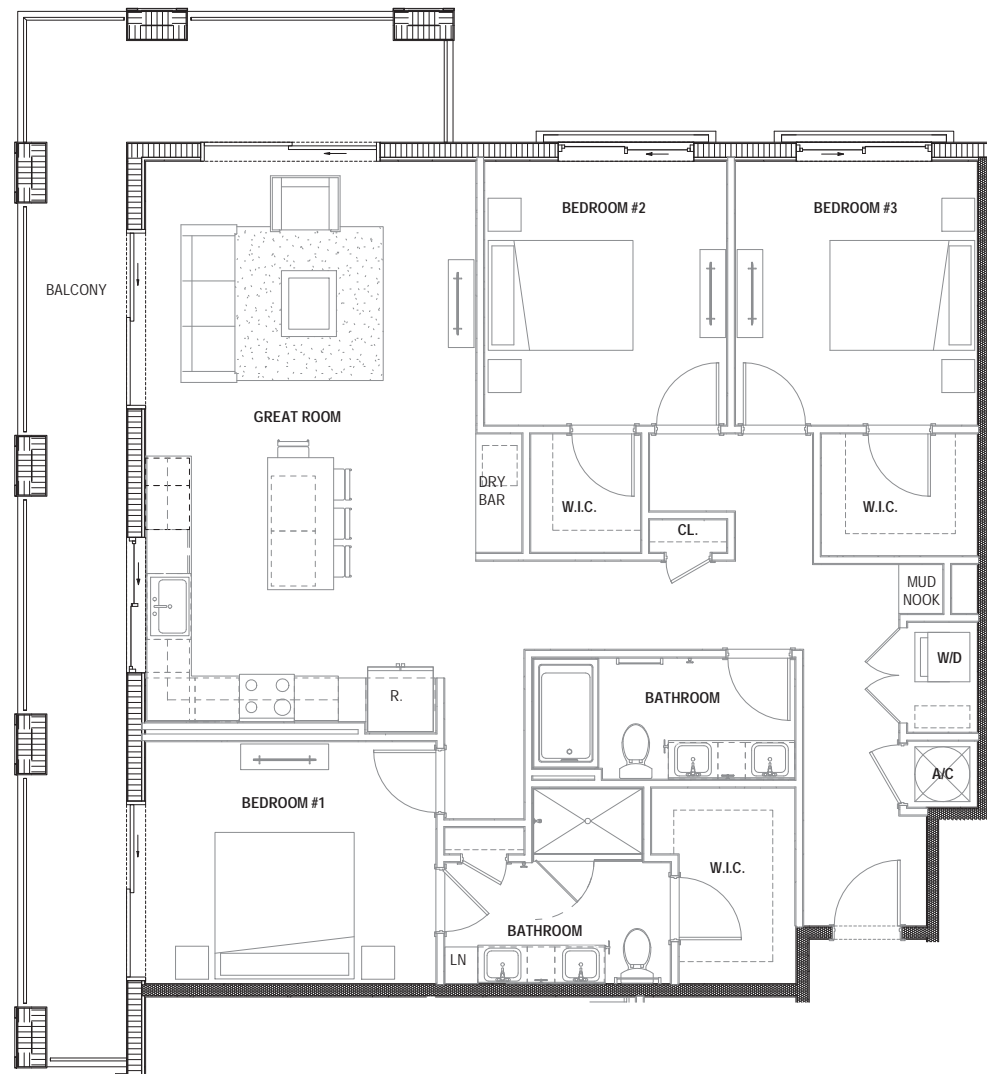 BEDROOM #2
BEDROOM #3
BALCONY
GREAT ROOM
DRY
BAR
W.I.C.
CL.
W.I.C.
MUD
NOOK
W/D
R.
BATHROOM
A/C
BEDROOM #1
W.I.C.
BATHROOM
LN